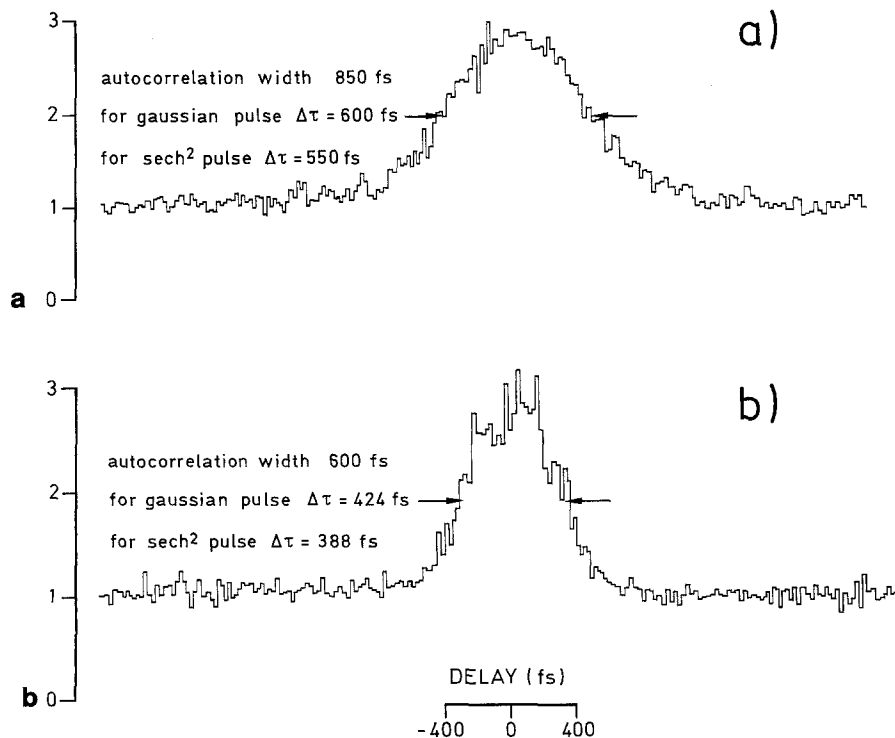 3
a)
autocorrelation width 850 fs
2
for gaussian pulse Δτ = 600 fs
for sech² pulse Δτ = 550 fs
1
a 0
3
b)
autocorrelation width 600 fs
2
for gaussian pulse Δτ = 424 fs
for sech² pulse Δτ = 388 fs
1
DELAY (fs)
b 0
-400 0 400